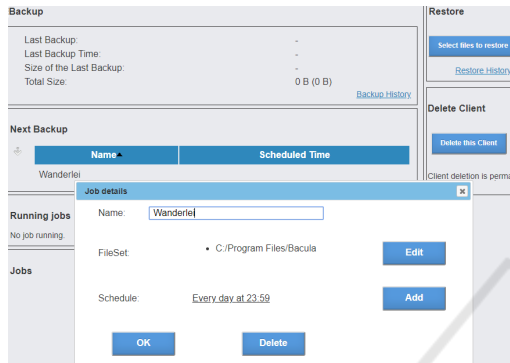 Backup
Last Backup: -
Last Backup Time: -
Size of the Last Backup: -
Total Size: 0 B (0 B)
Backup History
Restore
Select files to restore
Restore History
Next Backup
Name Scheduled Time
Wanderlei
Delete Client
Delete this Client
Client deletion is perma
Running jobs
No job running.
Jobs
Job details
Name: Wanderlei
FileSet: • C:/Program Files/Bacula Edit
Schedule: Every day at 23:59 Add
OK Delete